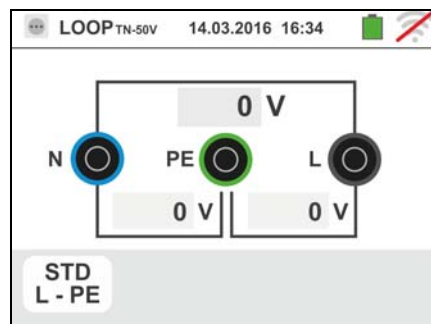 LOOP TN-50V 14.03.2016 16:34
0 V
N PE L
0 V 0 V
STD
L - PE